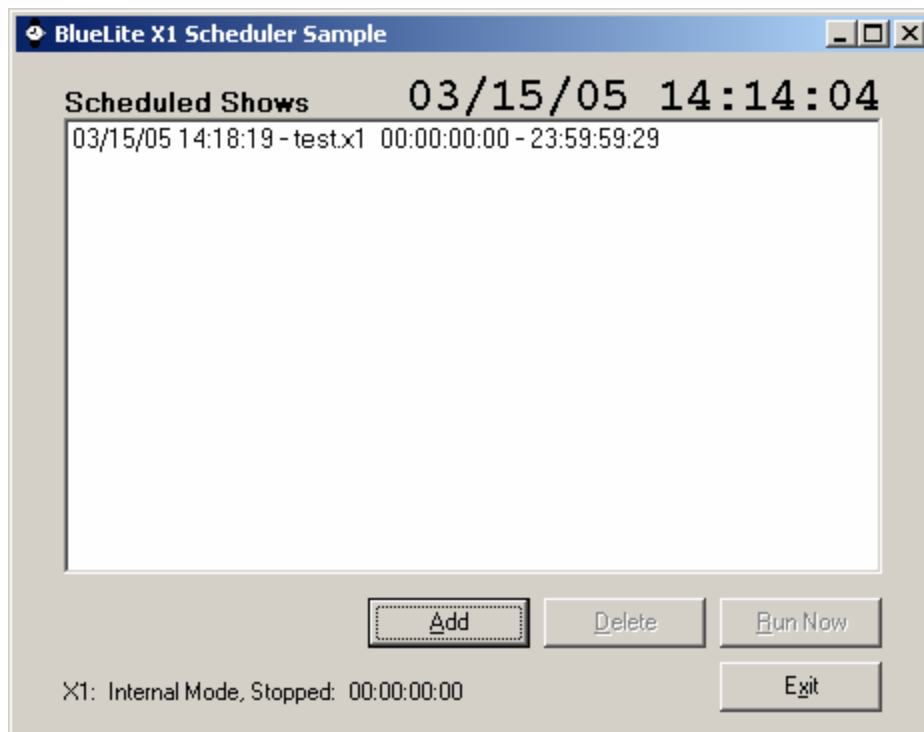 BlueLite X1 Scheduler Sample
Scheduled Shows 03/15/05 14:14:04
03/15/05 14:18:19 - test.x1 00:00:00:00 - 23:59:59:29
Add Delete Run Now
X1: Internal Mode, Stopped: 00:00:00:00 Exit